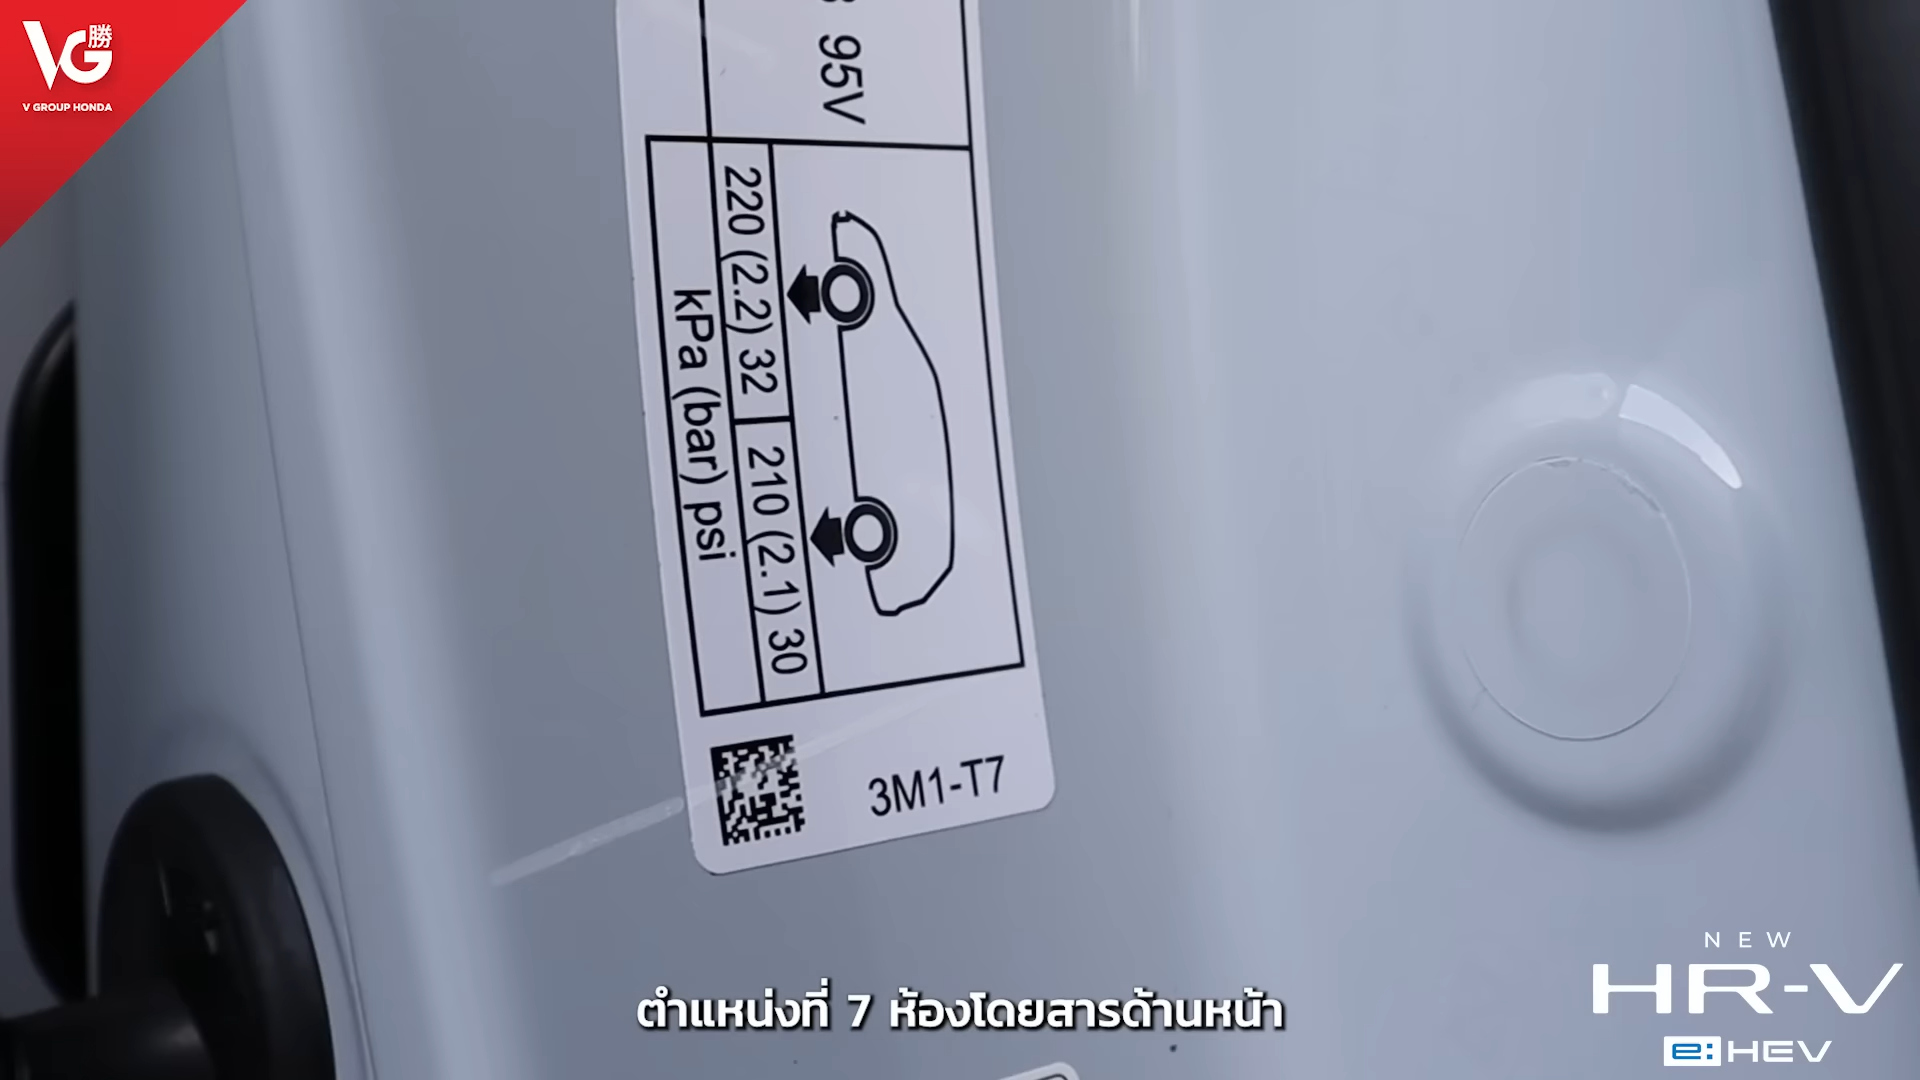 VG勝
V GROUP HONDA
95V
220 (2.2) 32
210 (2.1) 30
kPa (bar) psi
3M1-T7
ตำแหน่งที่ 7 ห้องโดยสารด้านหน้า
NEW
HR-V
e:HEV